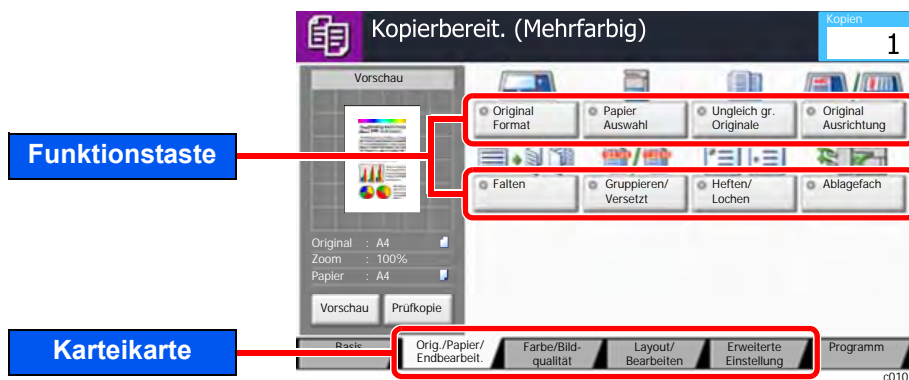 Kopierbereit. (Mehrfarbig)
Kopien
1
Vorschau
Original
Format
Papier
Auswahl
Ungleich gr.
Originale
Original
Ausrichtung
Funktionstaste
Falten
Gruppieren/
Versetzt
Heften/
Lochen
Ablagefach
Original : A4
Zoom : 100%
Papier : A4
Vorschau
Prüfkopie
Karteikarte
Basis
Orig./Papier/
Endbearbeit.
Farbe/Bild-
qualität
Layout/
Bearbeiten
Erweiterte
Einstellung
Programm
c010